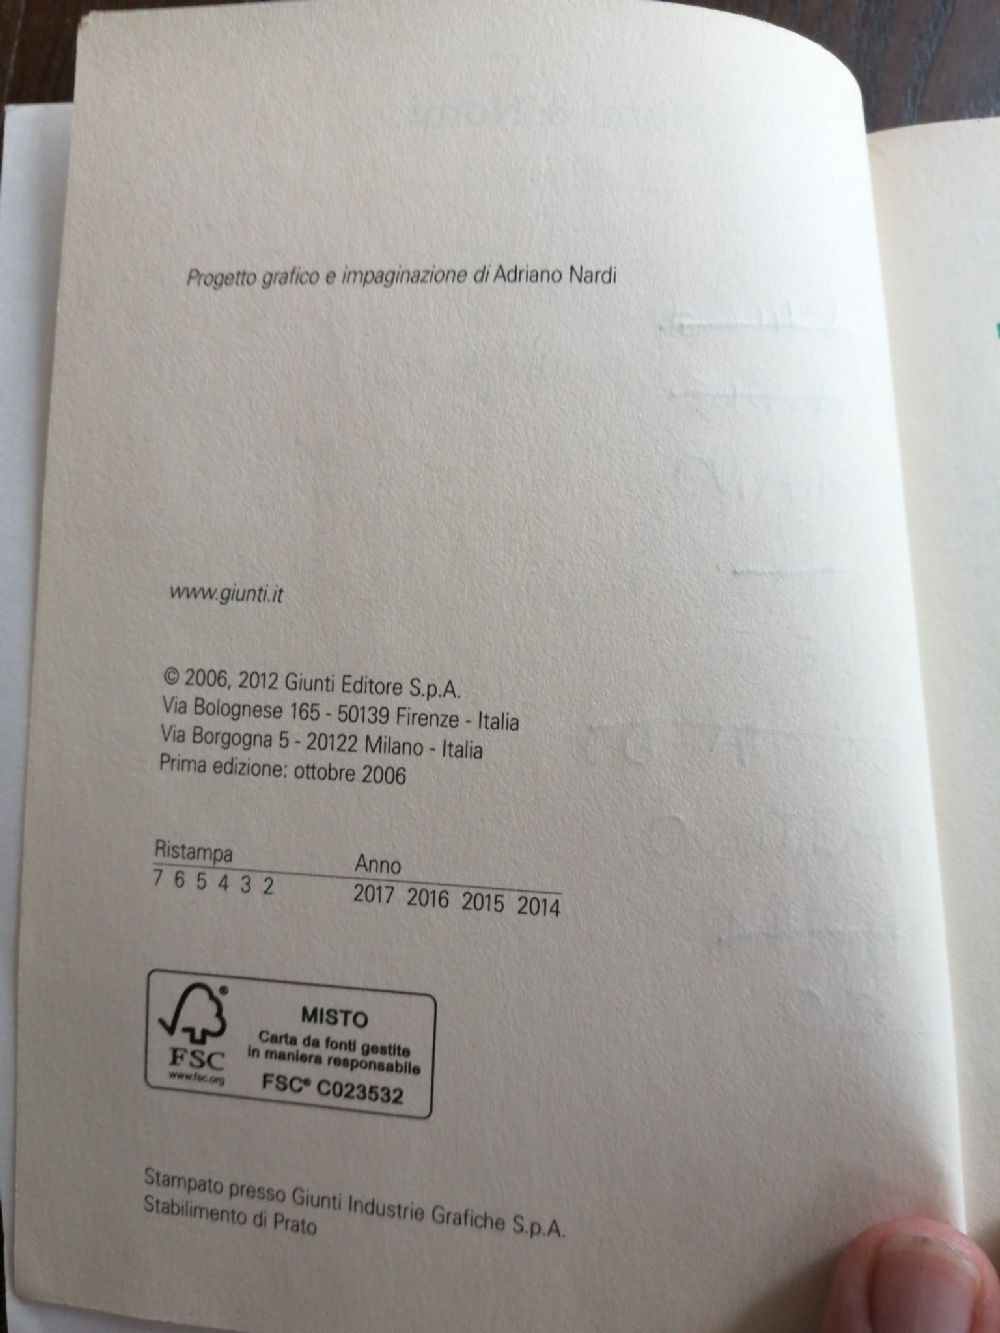 Progetto grafico e impaginazione di Adriano Nardi
www.giunti.it
© 2006, 2012 Giunti Editore S.p.A.
Via Bolognese 165 - 50139 Firenze - Italia
Via Borgogna 5 - 20122 Milano - Italia
Prima edizione: ottobre 2006
Ristampa Anno
7 6 5 4 3 2 2017 2016 2015 2014
MISTO
Carta da fonti gestite
in maniera responsabile
FSC® C023532
FSC
www.fsc.org
Stampato presso Giunti Industrie Grafiche S.p.A.
Stabilimento di Prato